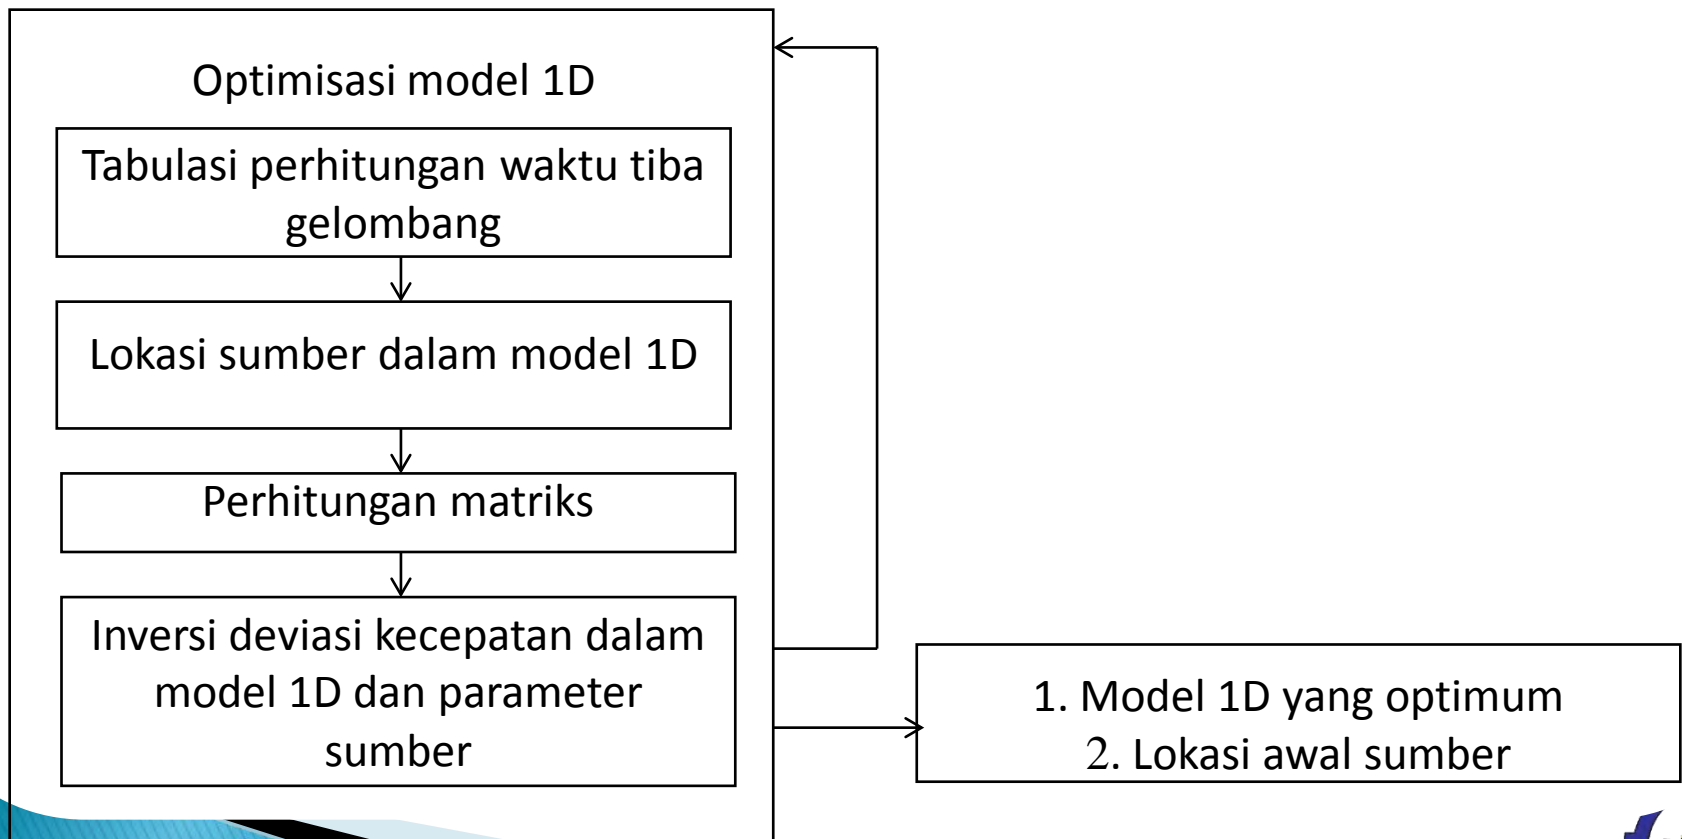 Optimisasi model 1D
Tabulasi perhitungan waktu tiba
gelombang
Lokasi sumber dalam model 1D
Perhitungan matriks
Inversi deviasi kecepatan dalam
model 1D dan parameter
sumber
1. Model 1D yang optimum
2. Lokasi awal sumber